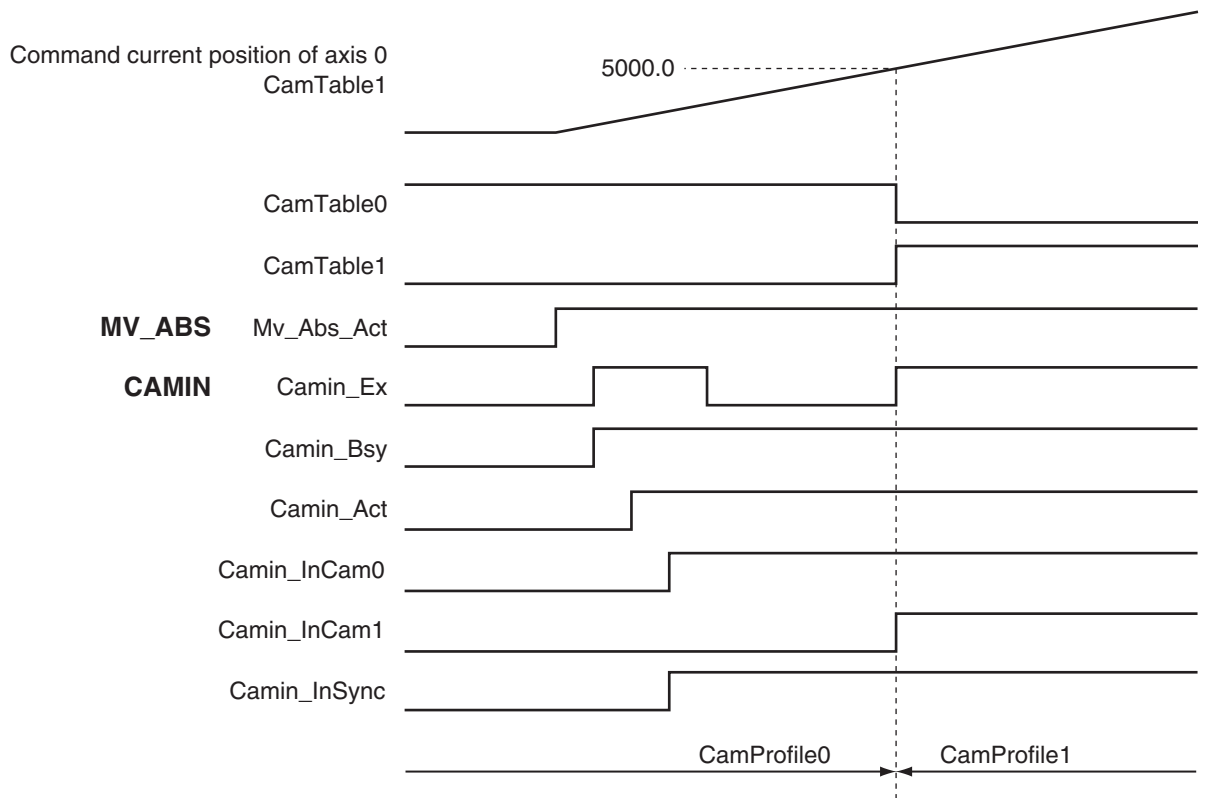 Command current position of axis 0
CamTable1
5000.0
CamTable0
CamTable1
MV_ABS Mv_Abs_Act
CAMIN Camin_Ex
Camin_Bsy
Camin_Act
Camin_InCam0
Camin_InCam1
Camin_InSync
CamProfile0 CamProfile1